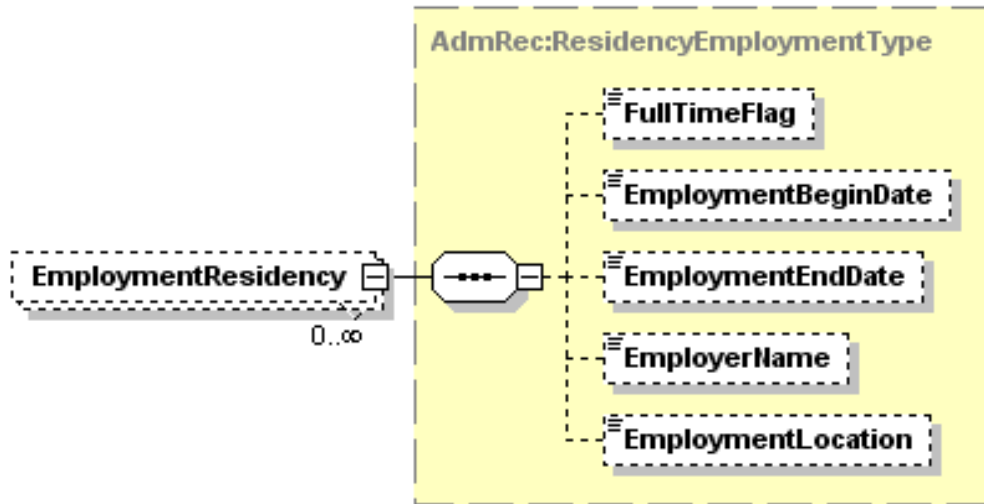 AdmRec:ResidencyEmploymentType
FullTimeFlag
EmploymentBeginDate
EmploymentResidency
0..∞
EmploymentEndDate
EmployerName
EmploymentLocation